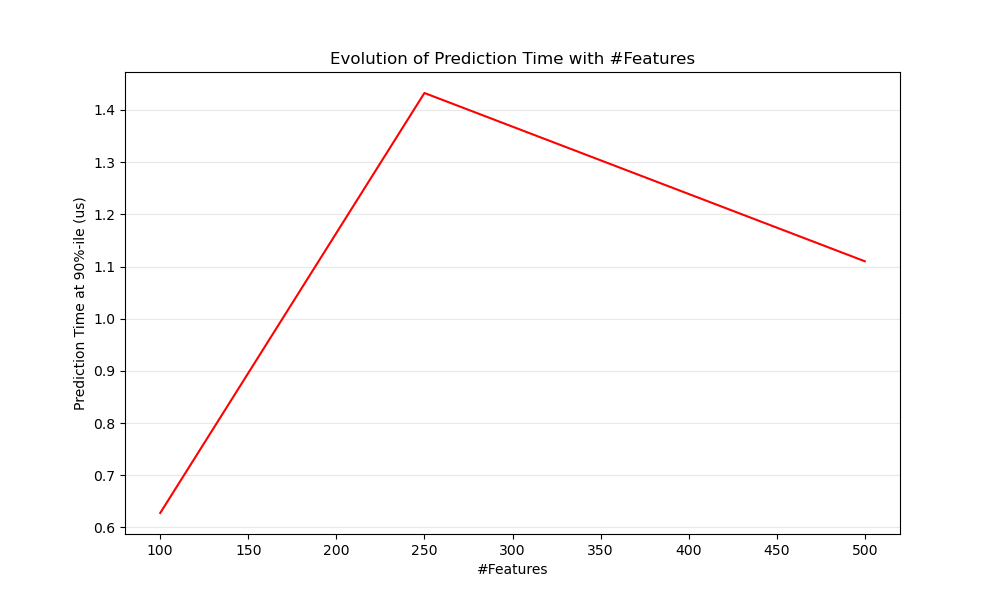 Evolution of Prediction Time with #Features
Prediction Time at 90%-ile (us)
1.4
1.3
1.2
1.1
1.0
0.9
0.8
0.7
0.6
100 150 200 250 300 350 400 450 500
#Features